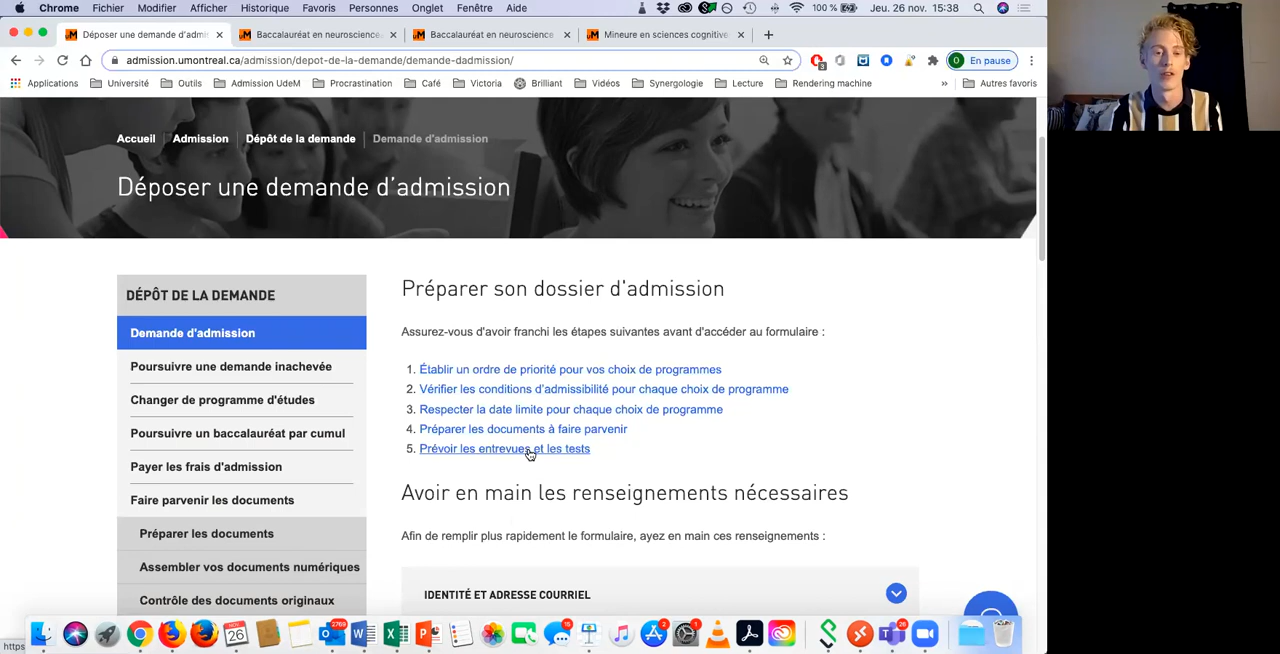 Chrome Fichier Modifier Afficher Historique Favoris Personnes Onglet Fenêtre Aide 100 % Jeu. 26 nov. 15:38
Déposer une demande d'admis Baccalauréat en neuroscience Baccalauréat en neuroscience Mineure en sciences cognitive
admission.umontreal.ca/admission/depot-de-la-demande/demande-dadmission/ En pause
Applications Université Outils Admission UdeM Procrastination Café Victoria Brilliant Vidéos Synergologie Lecture Rendering machine » Autres favoris
Accueil Admission Dépôt de la demande Demande d'admission
Déposer une demande d'admission
DÉPÔT DE LA DEMANDE
Demande d'admission
Poursuivre une demande inachevée
Changer de programme d'études
Poursuivre un baccalauréat par cumul
Payer les frais d'admission
Faire parvenir les documents
Préparer les documents
Assembler vos documents numériques
Contrôle des documents originaux
Préparer son dossier d'admission
Assurez-vous d'avoir franchi les étapes suivantes avant d'accéder au formulaire :
1. Établir un ordre de priorité pour vos choix de programmes
2. Vérifier les conditions d'admissibilité pour chaque choix de programme
3. Respecter la date limite pour chaque choix de programme
4. Préparer les documents à faire parvenir
5. Prévoir les entrevues et les tests
Avoir en main les renseignements nécessaires
Afin de remplir plus rapidement le formulaire, ayez en main ces renseignements :
IDENTITÉ ET ADRESSE COURRIEL
https
26 2769